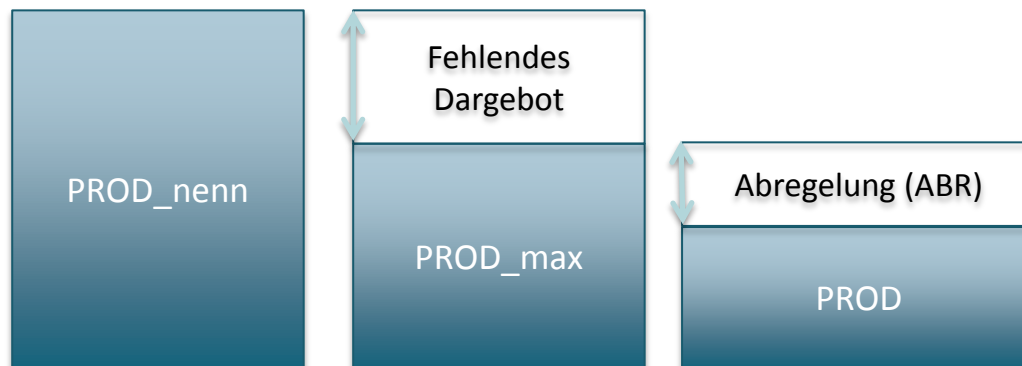 PROD_nenn
Fehlendes
Dargebot
PROD_max
Abregelung (ABR)
PROD